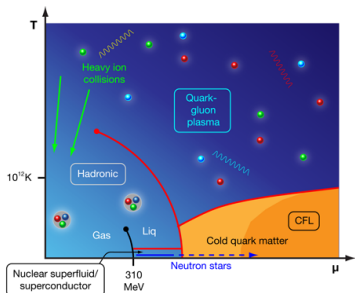 T
Heavy ion
collisions
Quark-
gluon
plasma
Hadronic
10¹²K
CFL
Gas
Liq
Cold quark matter
Nuclear superfluid/
superconductor
Neutron stars
μ
310
MeV